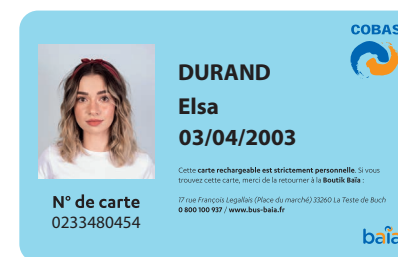 COBAS
DURAND
Elsa
03/04/2003
Cette carte rechargeable est strictement personnelle. Si vous
trouvez cette carte, merci de la retourner à la Boutik Baïa :
17 rue François Legallais (Place du marché) 33260 La Teste de Buch
0 800 100 937 / www.bus-baia.fr
N° de carte
0233480454
baïa